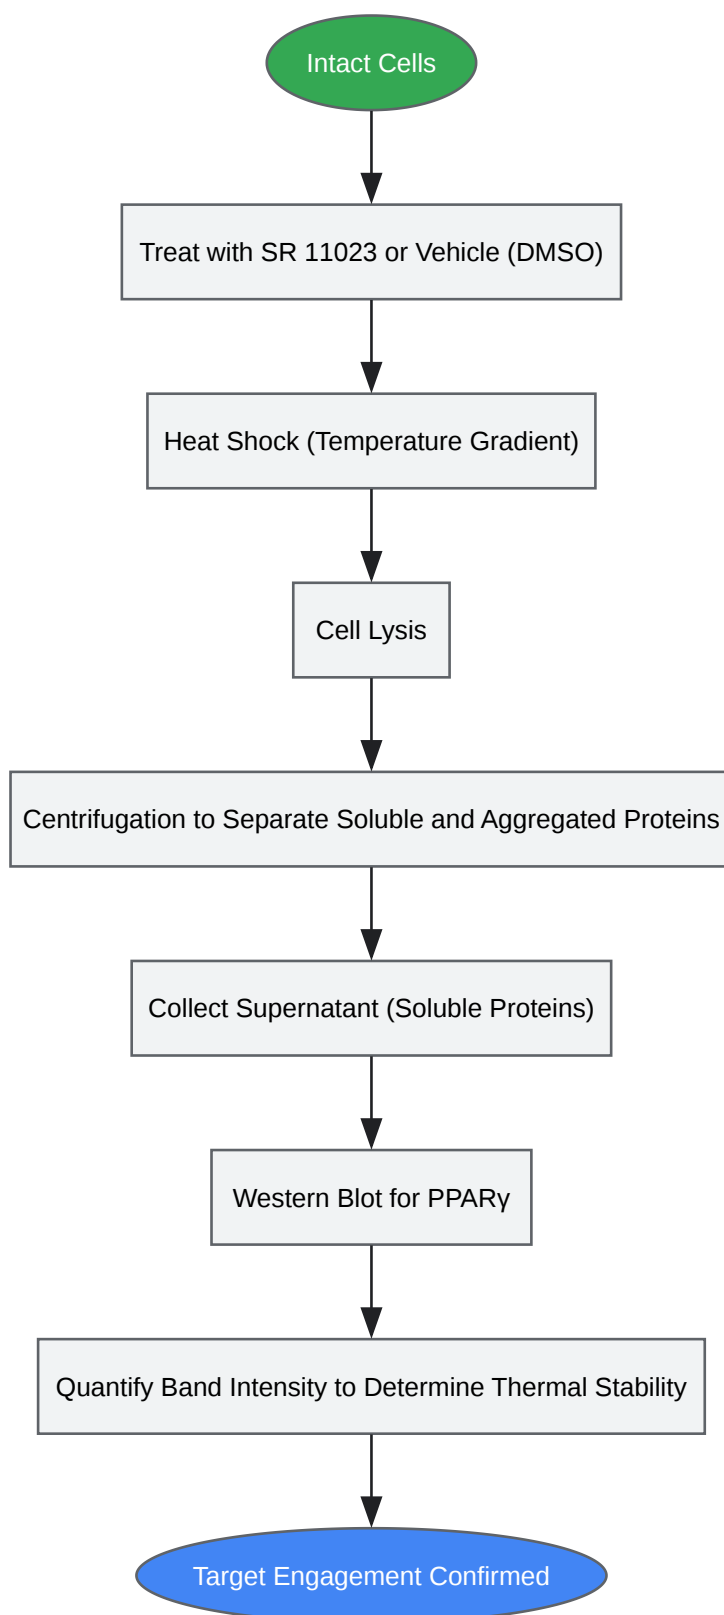 Intact Cells
Treat with SR 11023 or Vehicle (DMSO)
Heat Shock (Temperature Gradient)
Cell Lysis
Centrifugation to Separate Soluble and Aggregated Proteins
Collect Supernatant (Soluble Proteins)
Western Blot for PPARγ
Quantify Band Intensity to Determine Thermal Stability
Target Engagement Confirmed